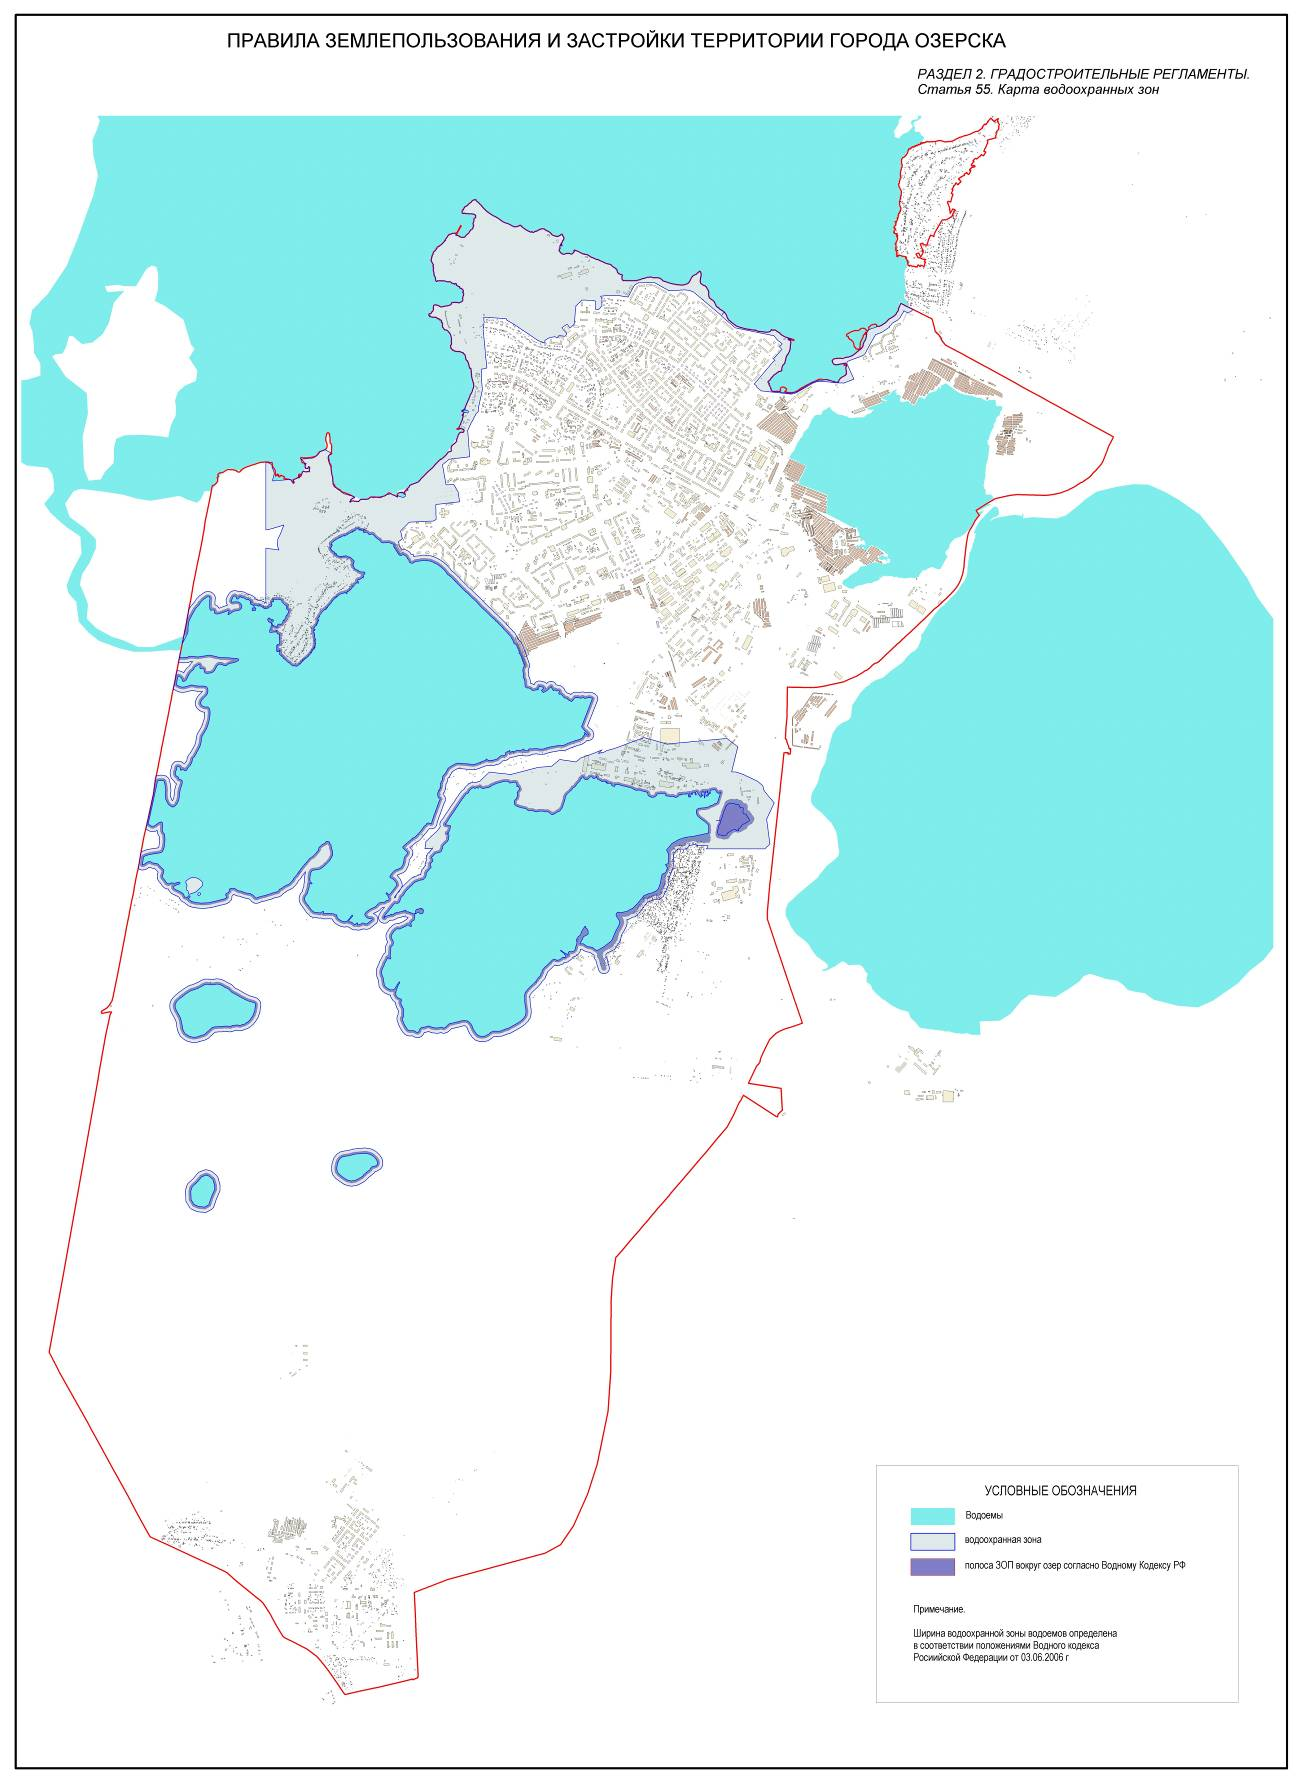 ПРАВИЛА ЗЕМЛЕПОЛЬЗОВАНИЯ И ЗАСТРОЙКИ ТЕРРИТОРИИ ГОРОДА ОЗЕРСКА
РАЗДЕЛ 2. ГРАДОСТРОИТЕЛЬНЫЕ РЕГЛАМЕНТЫ.
Статья 55. Карта водоохранных зон
УСЛОВНЫЕ ОБОЗНАЧЕНИЯ
Водоемы
водоохранная зона
полоса ЗОП вокруг озер согласно Водному Кодексу РФ
Примечание.
Ширина водоохранной зоны водоемов определена
в соответствии положениями Водного кодекса
Росиийской Федерации от 03.06.2006 г